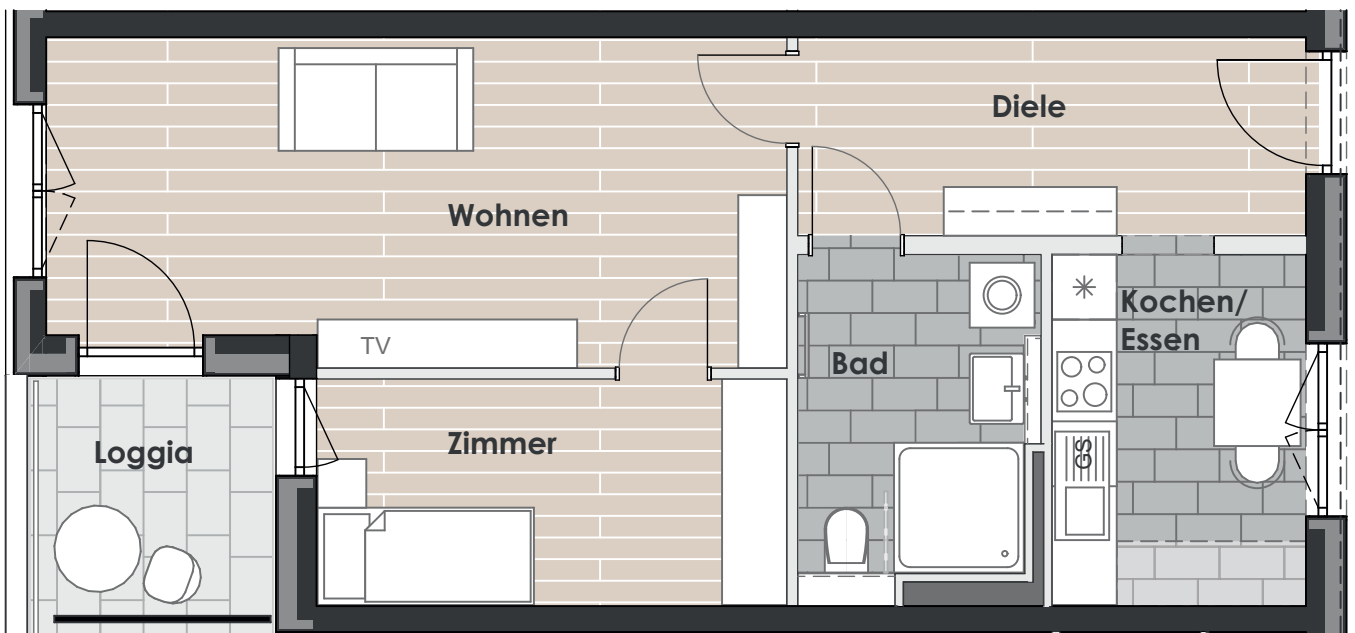 Diele
Wohnen
Kochen/
Essen
TV
Bad
Zimmer
Loggia
GS